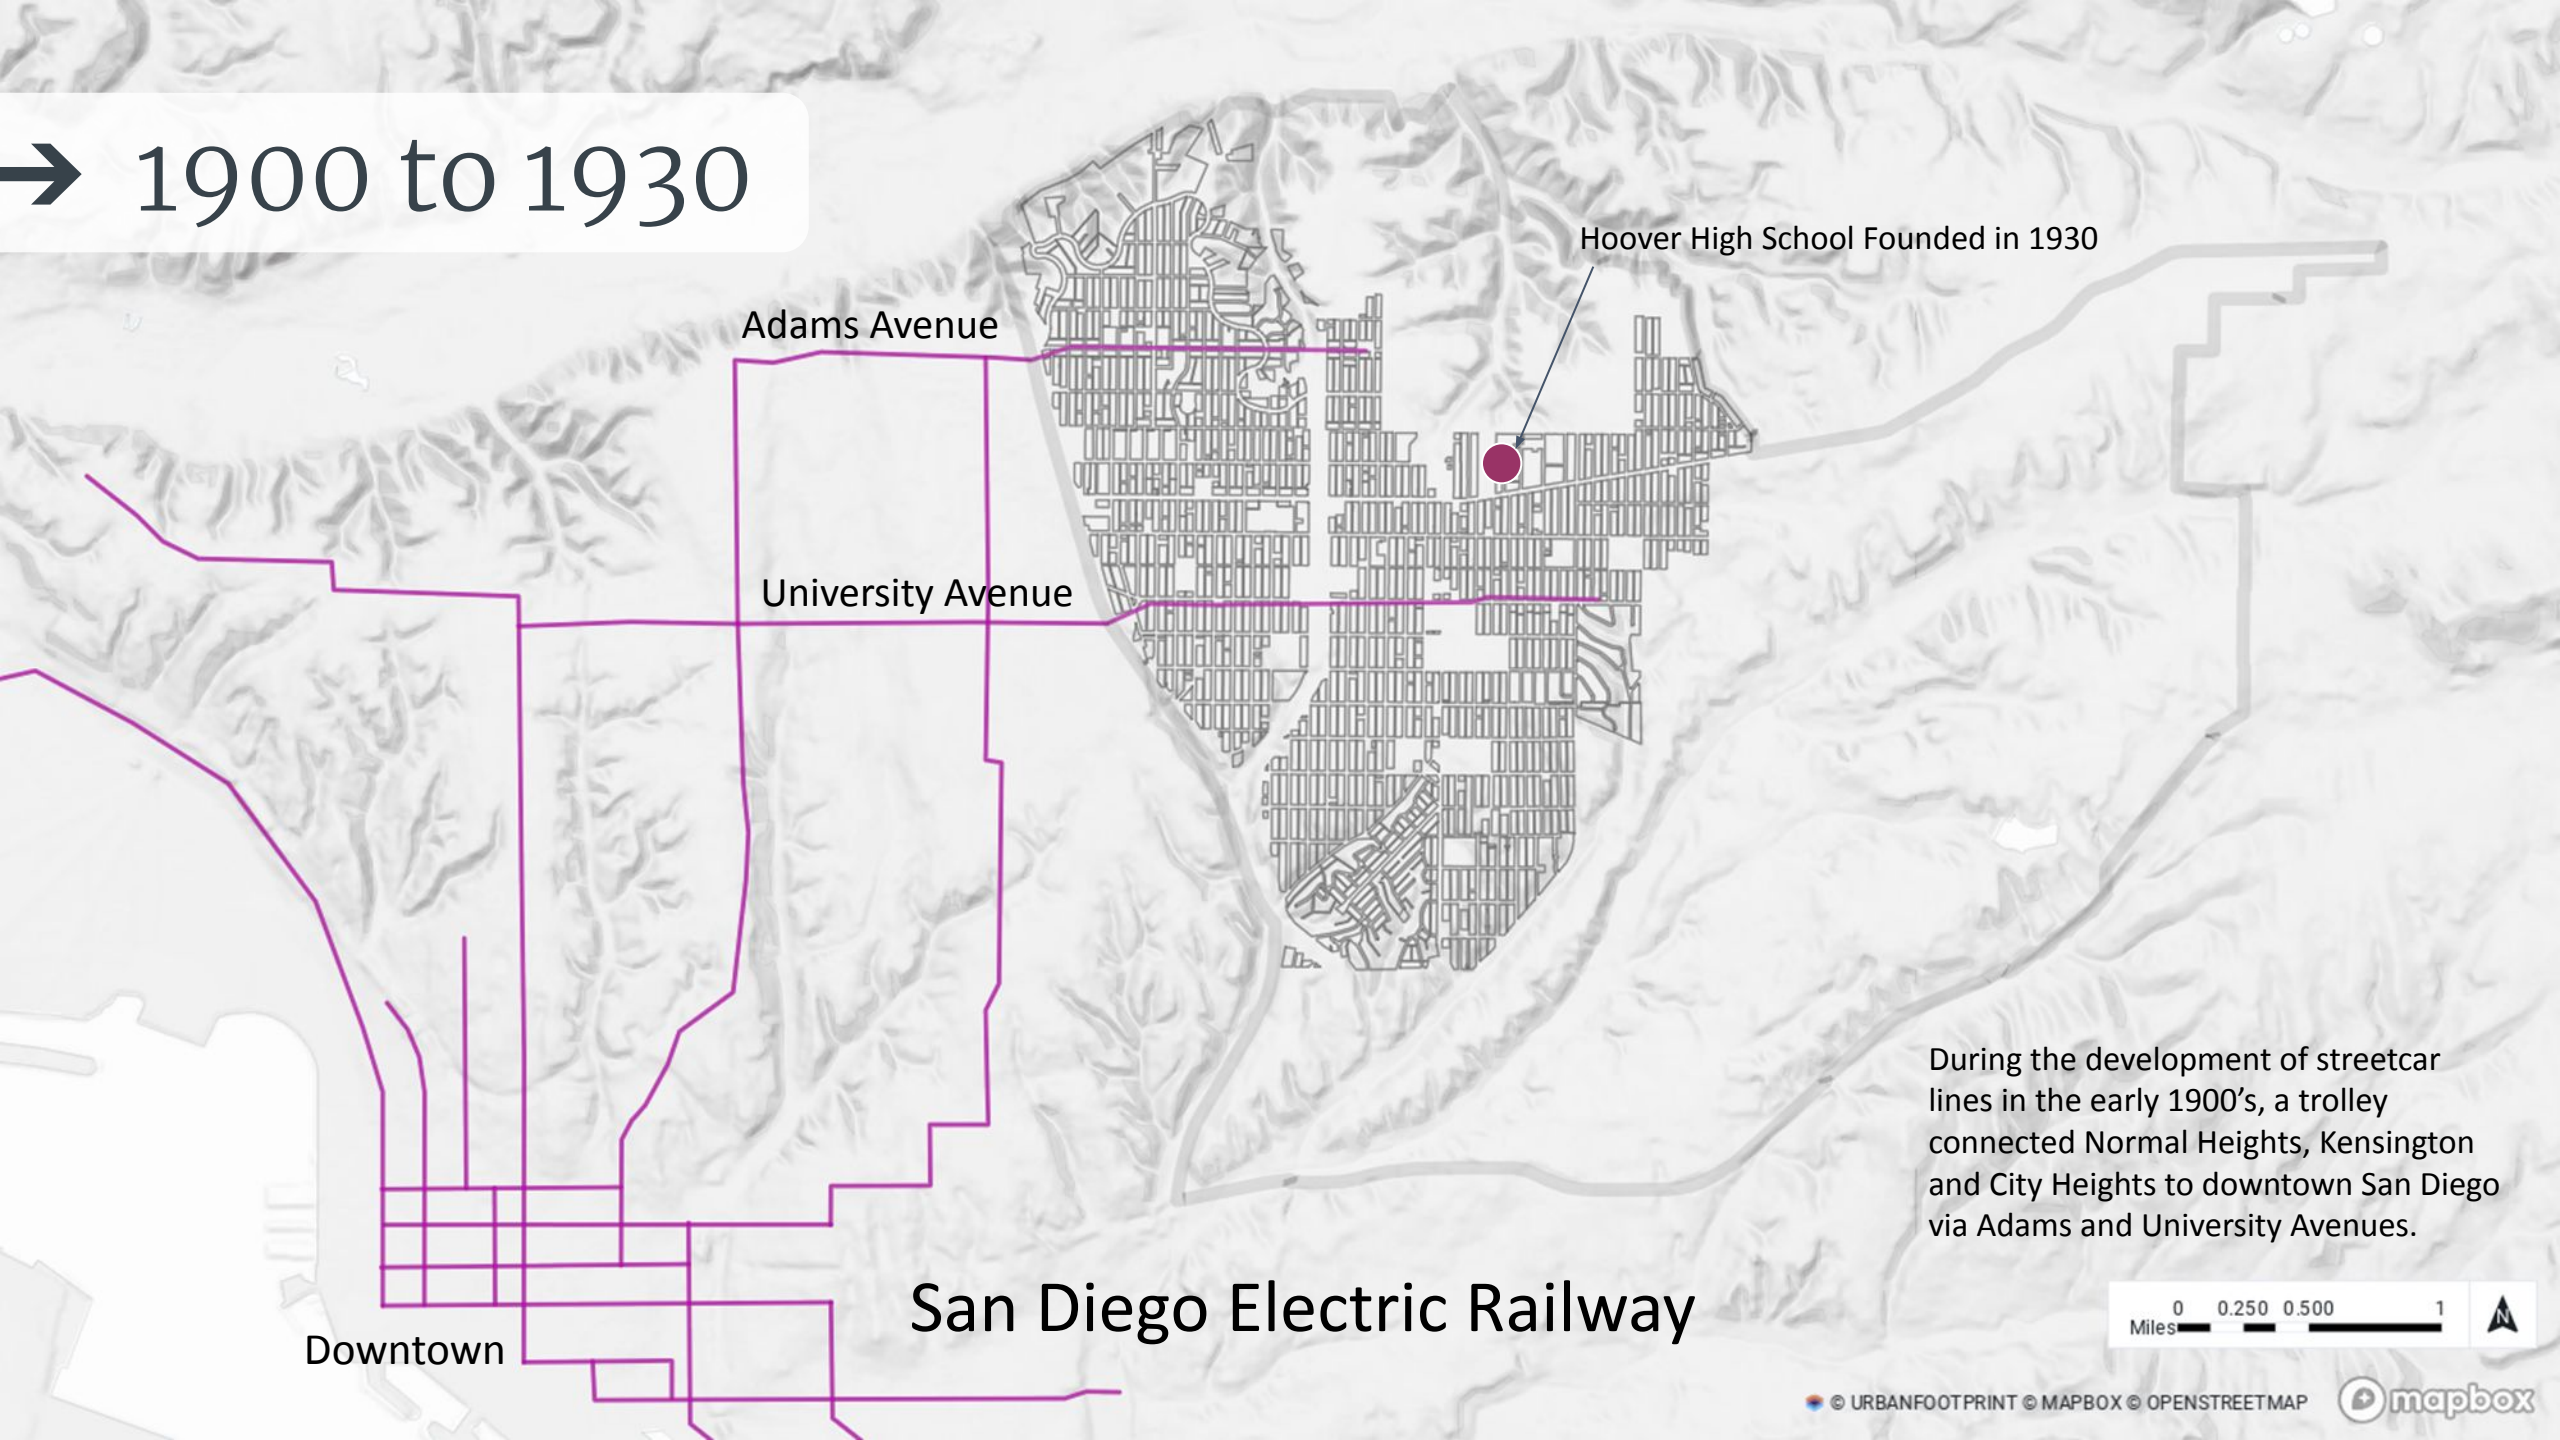 ➔ 1900 to 1930
Hoover High School Founded in 1930
Adams Avenue
University Avenue
During the development of streetcar
lines in the early 1900’s, a trolley
connected Normal Heights, Kensington
and City Heights to downtown San Diego
via Adams and University Avenues.
San Diego Electric Railway
Downtown
0 0.250 0.500 1
Miles
N
© URBANFOOTPRINT © MAPBOX © OPENSTREETMAP
mapbox